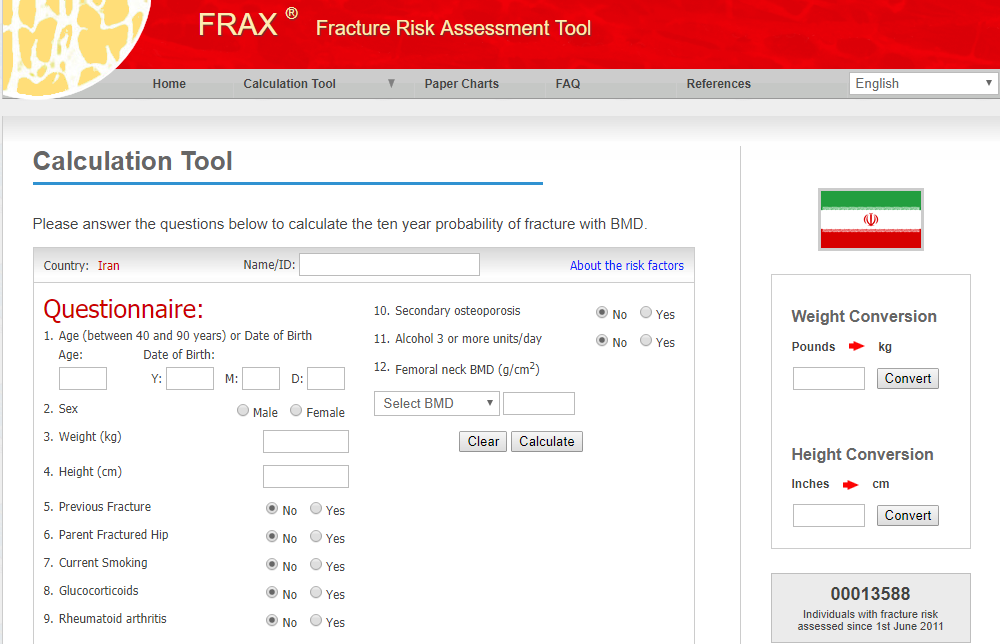 FRAX ® Fracture Risk Assessment Tool
Home Calculation Tool ▼ Paper Charts FAQ References English ▼
Calculation Tool
Please answer the questions below to calculate the ten year probability of fracture with BMD.
Country: Iran Name/ID: About the risk factors
Questionnaire:
1. Age (between 40 and 90 years) or Date of Birth
Age: Date of Birth:
Y: M: D:
2. Sex Male Female
3. Weight (kg)
4. Height (cm)
5. Previous Fracture No Yes
6. Parent Fractured Hip No Yes
7. Current Smoking No Yes
8. Glucocorticoids No Yes
9. Rheumatoid arthritis No Yes
10. Secondary osteoporosis No Yes
11. Alcohol 3 or more units/day No Yes
12. Femoral neck BMD (g/cm²)
Select BMD ▼
Clear Calculate
Weight Conversion
Pounds kg
Convert
Height Conversion
Inches cm
Convert
00013588
Individuals with fracture risk
assessed since 1st June 2011